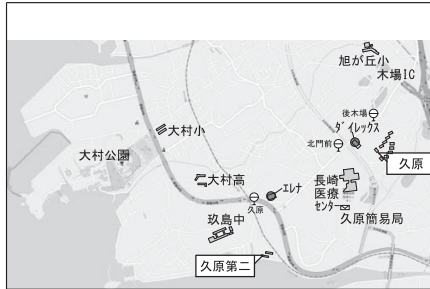 旭が丘小
木場IC
後木場
ダイレックス
北門前
大村小
久原
大村公園
大村高
エレナ
久原
長崎
医療
センター
久原簡易局
玖島中
久原第二